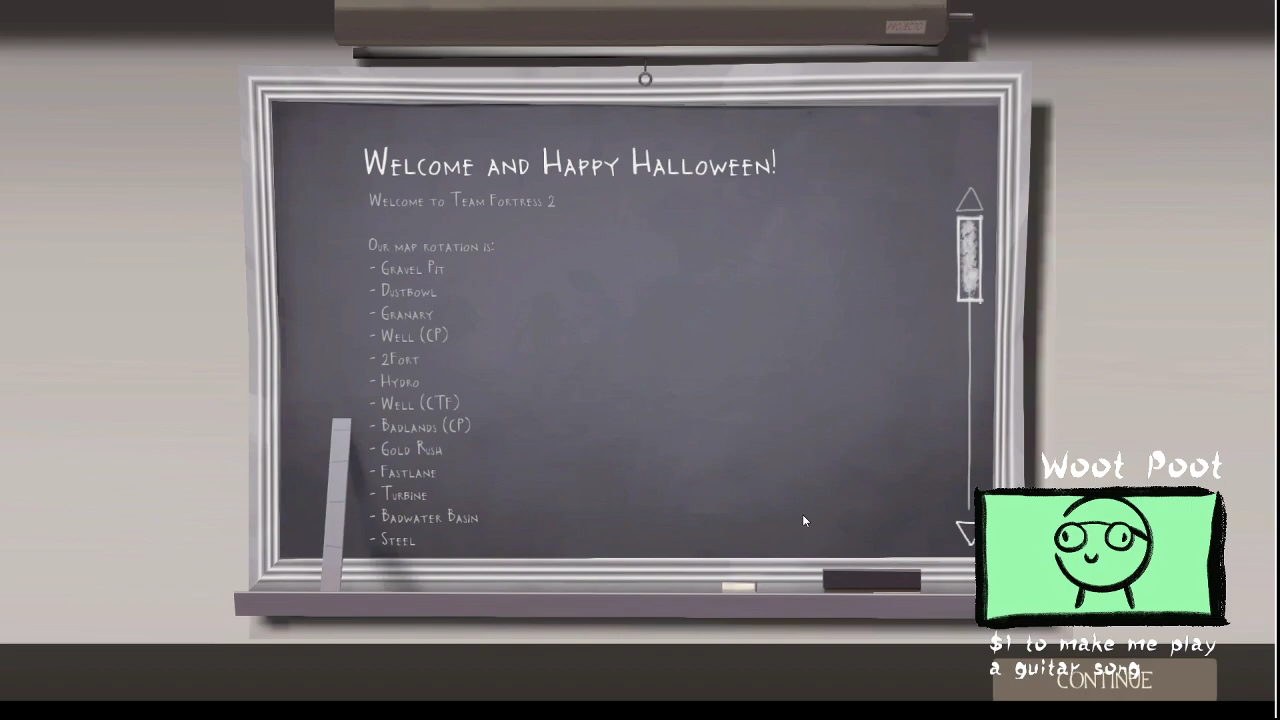 PROJECTO
Welcome and Happy Halloween!
Welcome to Team Fortress 2
Our map rotation is:
- Gravel Pit
- Dustbowl
- Granary
- Well (CP)
- 2Fort
- Hydro
- Well (CTF)
- Badlands (CP)
- Gold Rush
- Fastlane
- Turbine
- Badwater Basin
- Steel
Woot Poot
$1 to make me play
a guitar song
CONTINUE